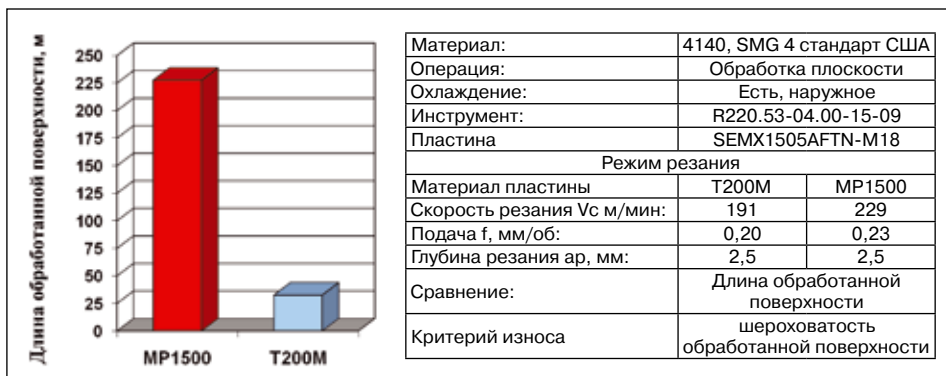 Длина обработанной поверхности, м
250
225
200
175
150
125
100
75
50
25
0
MP1500 T200M
Материал: 4140, SMG 4 стандарт США
Операция: Обработка плоскости
Охлаждение: Есть, наружное
Инструмент: R220.53-04.00-15-09
Пластина SEMX1505AFTN-M18
Режим резания
Материал пластины T200M MP1500
Скорость резания Vc м/мин: 191 229
Подача f, мм/об: 0,20 0,23
Глубина резания ap, мм: 2,5 2,5
Сравнение: Длина обработанной
поверхности
Критерий износа шероховатость
обработанной поверхности